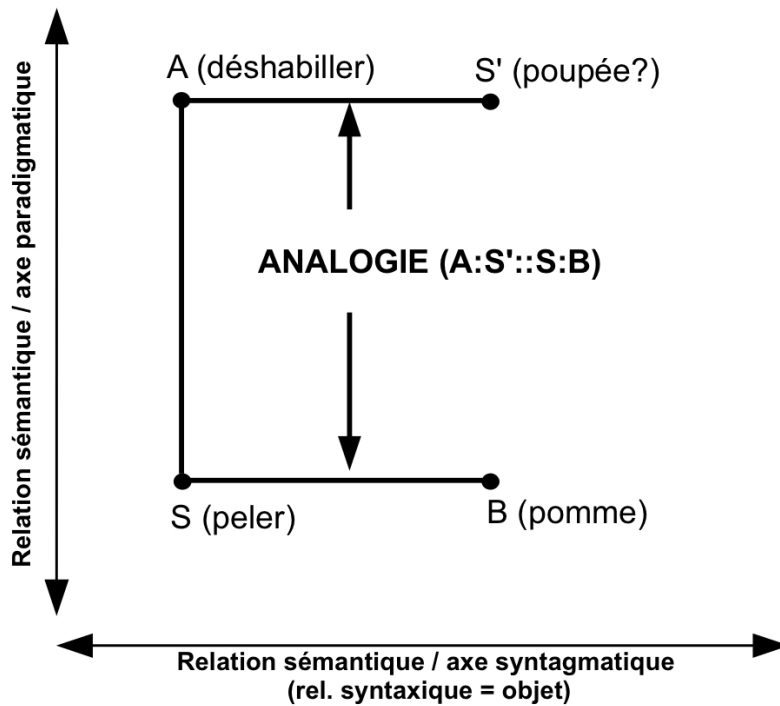 A (déshabiller)
S' (poupée?)
Relation sémantique / axe paradigmatique
ANALOGIE (A:S'::S:B)
S (peler)
B (pomme)
Relation sémantique / axe syntagmatique
(rel. syntaxique = objet)